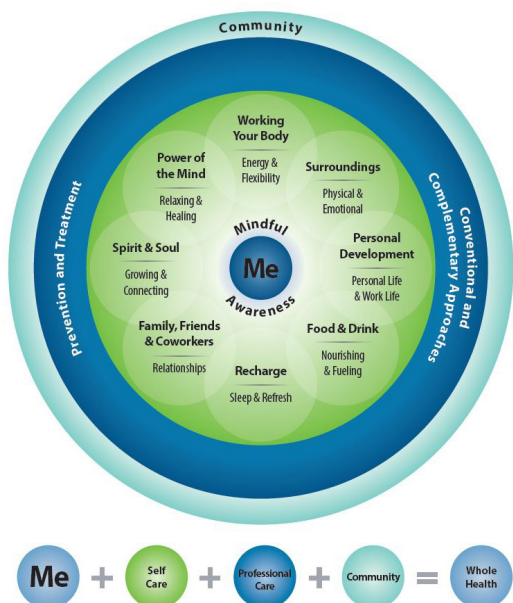 Community
Prevention and Treatment
Conventional and
Complementary Approaches
Working
Your Body
Energy &
Flexibility
Surroundings
Physical &
Emotional
Personal
Development
Personal Life
& Work Life
Food & Drink
Nourishing
& Fueling
Recharge
Sleep & Refresh
Family, Friends
& Coworkers
Relationships
Spirit & Soul
Growing &
Connecting
Power of
the Mind
Relaxing &
Healing
Mindful
Me
Awareness
Me + Self Care + Professional Care + Community = Whole Health